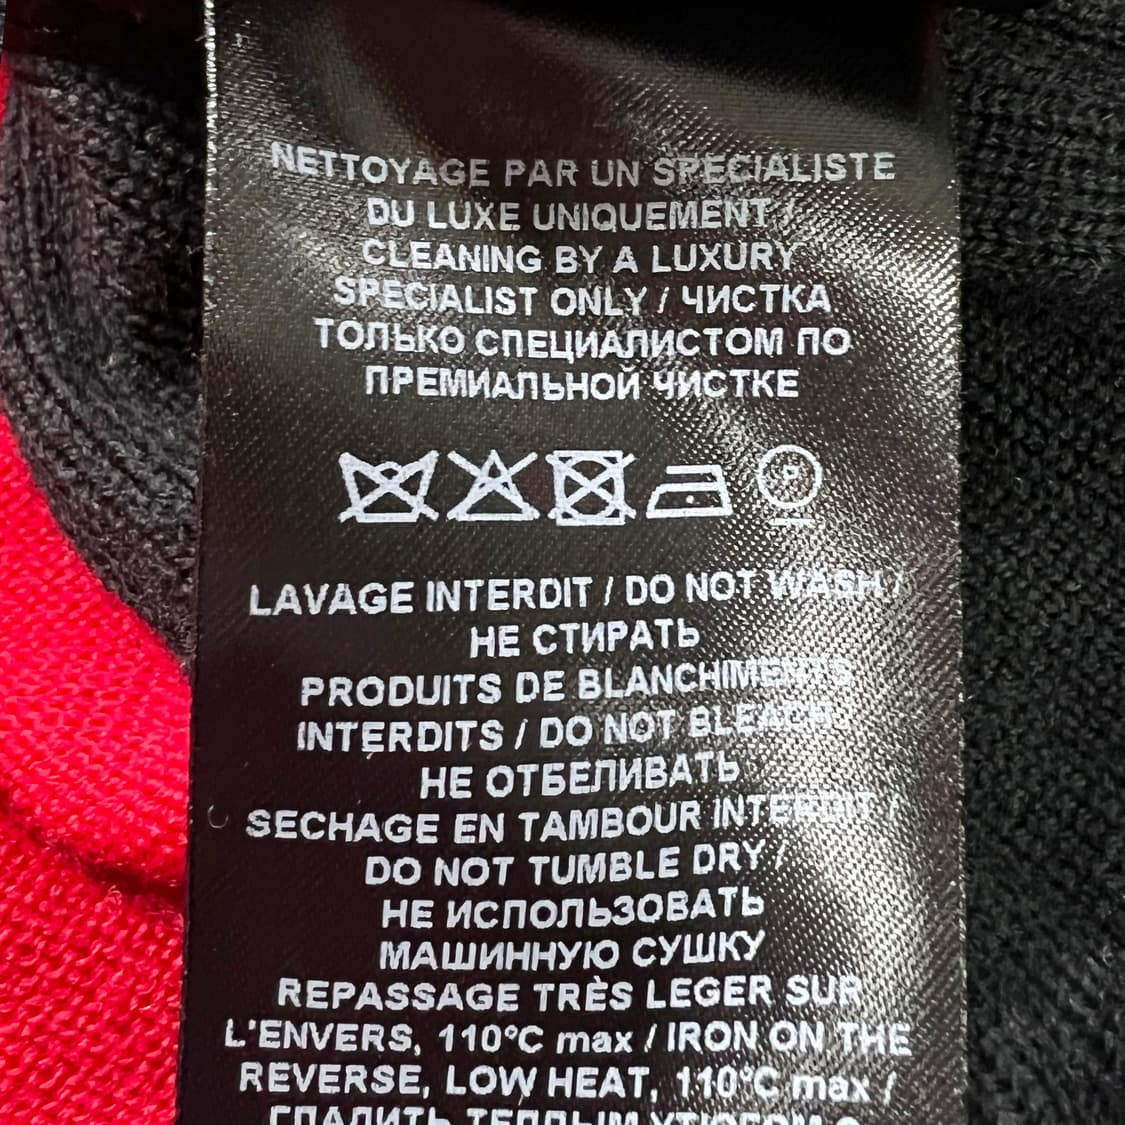 NETTOYAGE PAR UN SPECIALISTE
DU LUXE UNIQUEMENT /
CLEANING BY A LUXURY
SPECIALIST ONLY / ЧИСТКА
ТОЛЬКО СПЕЦИАЛИСТОМ ПО
ПРЕМИАЛЬНОЙ ЧИСТКЕ
P
LAVAGE INTERDIT / DO NOT WASH /
НЕ СТИРАТЬ
PRODUITS DE BLANCHIMENTS
INTERDITS / DO NOT BLEACH
НЕ ОТБЕЛИВАТЬ
SECHAGE EN TAMBOUR INTERDIT /
DO NOT TUMBLE DRY /
НЕ ИСПОЛЬЗОВАТЬ
МАШИННУЮ СУШКУ
REPASSAGE TRÈS LEGER SUR
L'ENVERS, 110°C max / IRON ON THE
REVERSE, LOW HEAT, 110°C max /
ГЛАДИТЬ ТЕПЛЫМ УТЮГОМ С